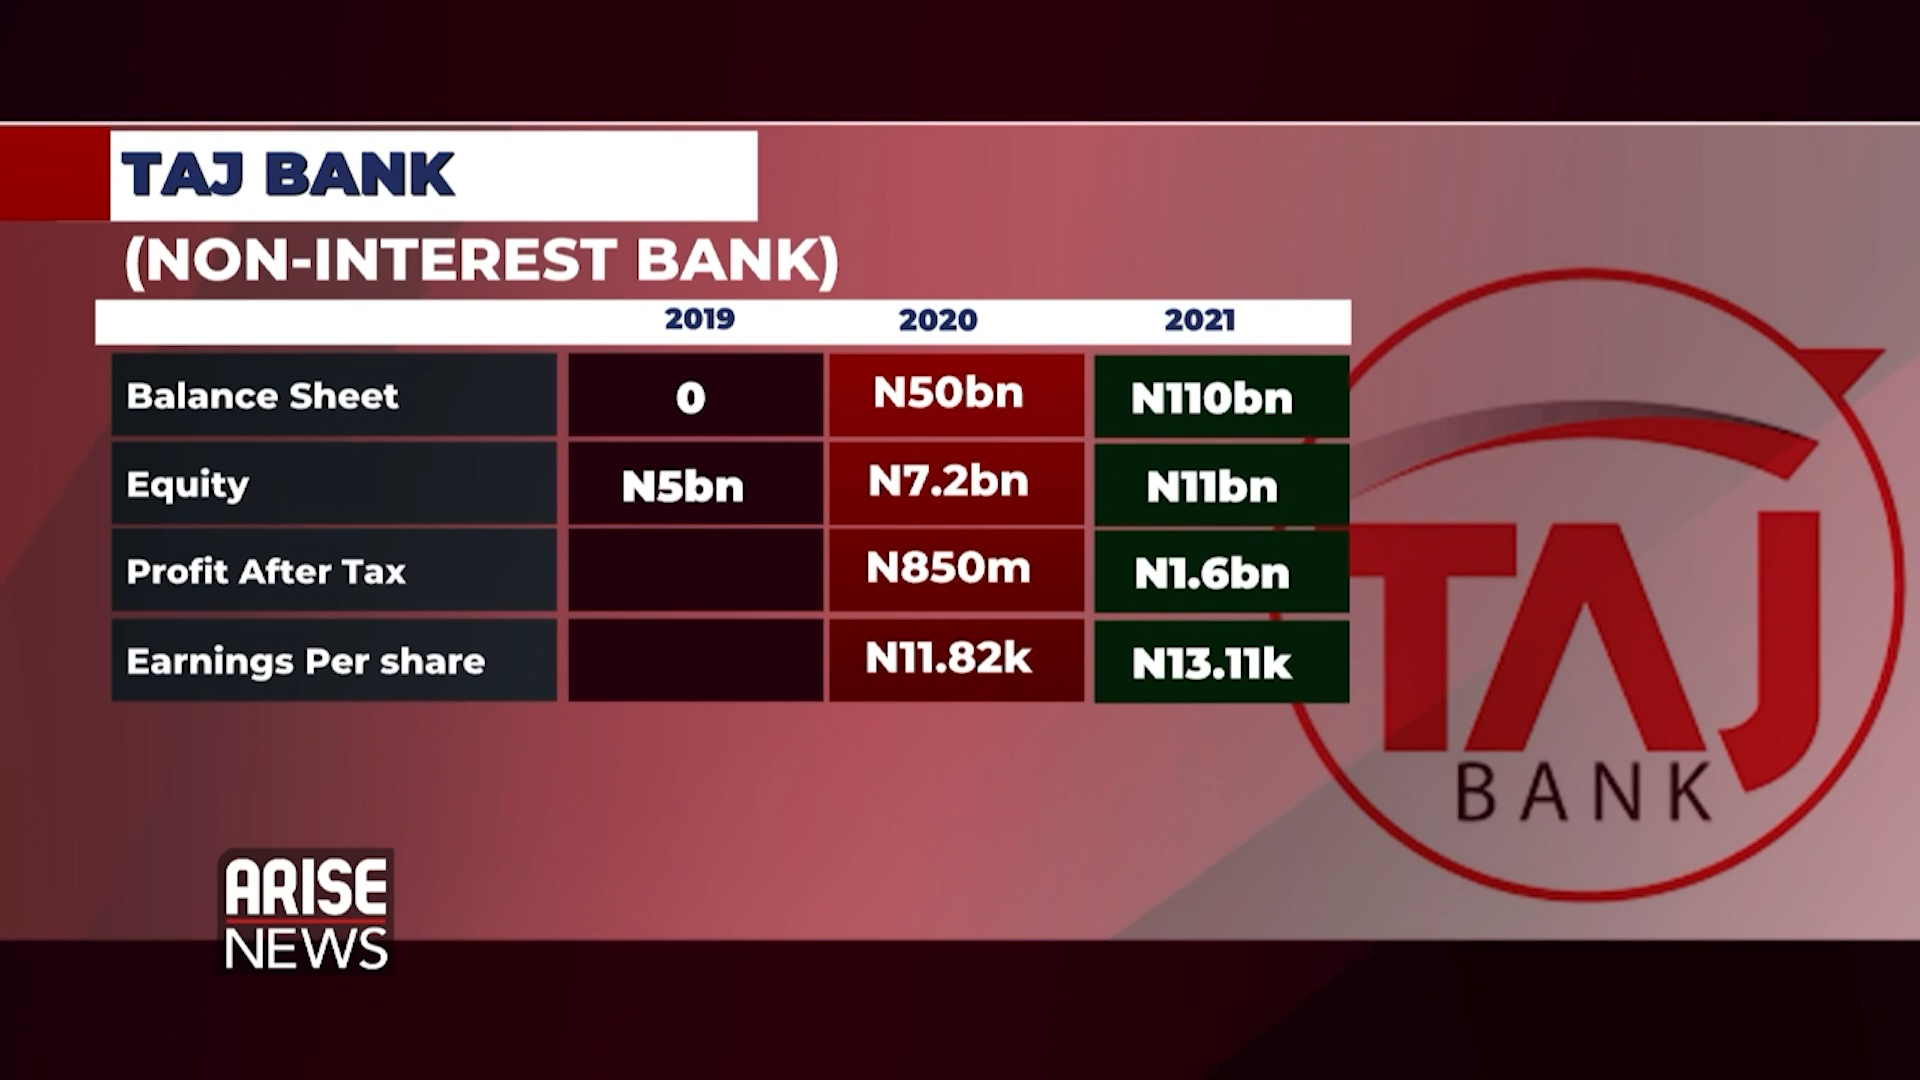 TAJ BANK
(NON-INTEREST BANK)
2019 2020 2021
Balance Sheet 0 N50bn N110bn
Equity N5bn N7.2bn N11bn
Profit After Tax N850m N1.6bn
Earnings Per share N11.82k N13.11k
TAJ
BANK
ARISE
NEWS